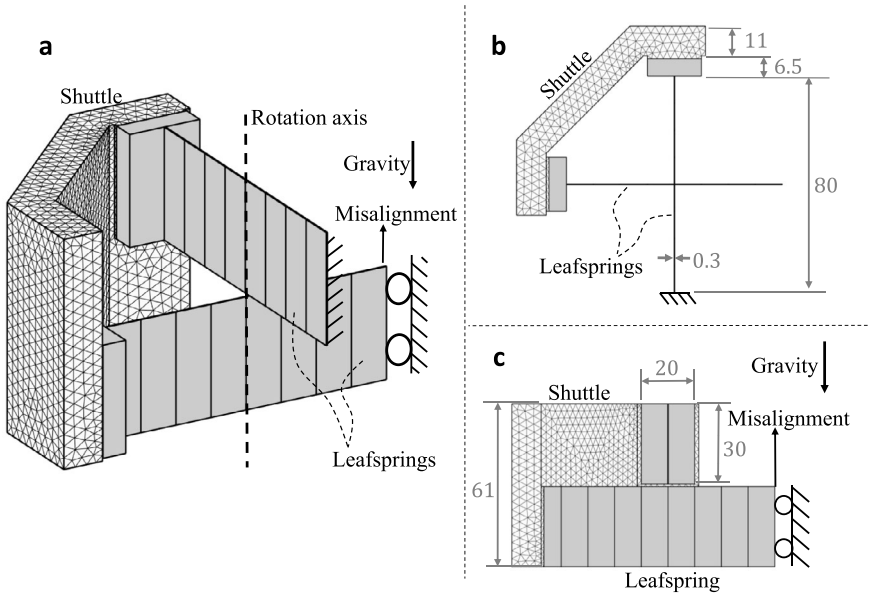 a
Shuttle
Rotation axis
Gravity
Misalignment
Leafsprings
b
Shuttle
11
6.5
80
Leafsprings
0.3
c
20
Gravity
Shuttle
Misalignment
30
61
Leafspring